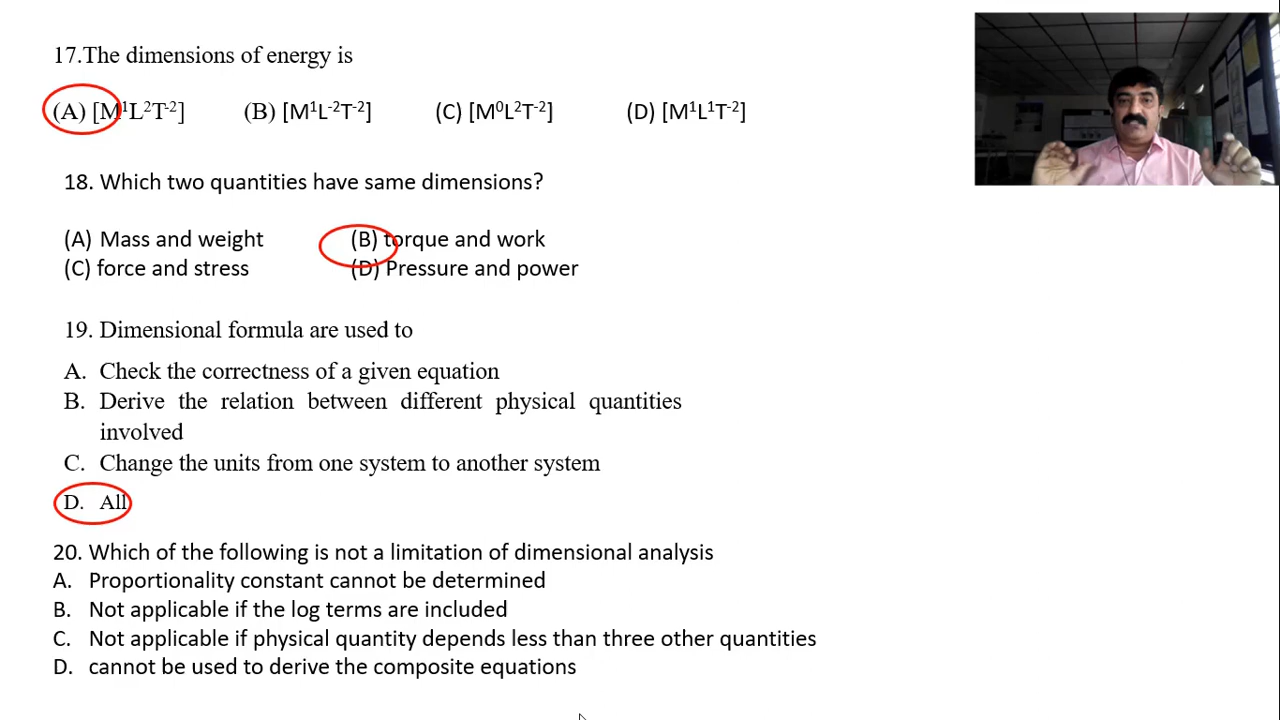 17.The dimensions of energy is
(A) [M¹L²T⁻²] (B) [M¹L⁻²T⁻²] (C) [M⁰L²T⁻²] (D) [M¹L¹T⁻²]
18. Which two quantities have same dimensions?
(A) Mass and weight (B) torque and work
(C) force and stress (D) Pressure and power
19. Dimensional formula are used to
A. Check the correctness of a given equation
B. Derive the relation between different physical quantities
involved
C. Change the units from one system to another system
D. All
20. Which of the following is not a limitation of dimensional analysis
A. Proportionality constant cannot be determined
B. Not applicable if the log terms are included
C. Not applicable if physical quantity depends less than three other quantities
D. cannot be used to derive the composite equations